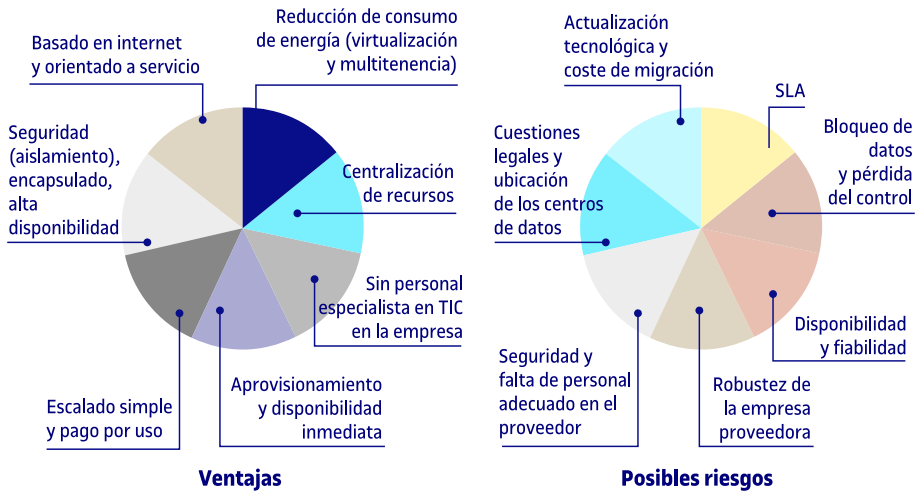 Reducción de consumo
de energía (virtualización
y multitenencia)
Basado en internet
y orientado a servicio
Seguridad
(aislamiento),
encapsulado,
alta
disponibilidad
Centralización
de recursos
Sin personal
especialista en TIC
en la empresa
Escalado simple
y pago por uso
Aprovisionamiento
y disponibilidad
inmediata
Ventajas
Actualización
tecnológica y
coste de migración
SLA
Cuestiones
legales y
ubicación
de los centros
de datos
Bloqueo de
datos
y pérdida
del control
Disponibilidad
y fiabilidad
Seguridad y
falta de personal
adecuado en el
proveedor
Robustez de
la empresa
proveedora
Posibles riesgos